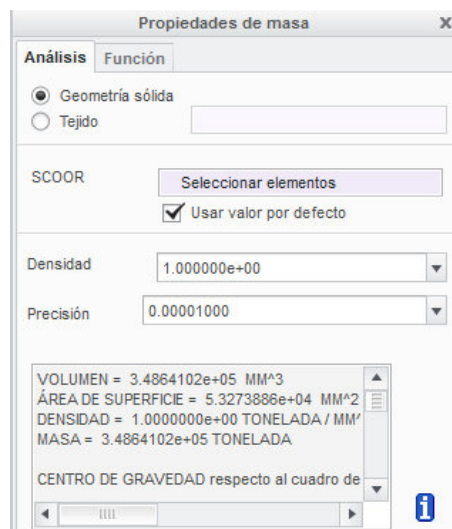 Propiedades de masa X
Análisis Función
Geometría sólida
Tejido
SCOOR
Seleccionar elementos
Usar valor por defecto
Densidad 1.000000e+00
Precisión 0.00001000
VOLUMEN = 3.4864102e+05 MM^3
ÁREA DE SUPERFICIE = 5.3273886e+04 MM^2
DENSIDAD = 1.0000000e+00 TONELADA / MM^
MASA = 3.4864102e+05 TONELADA
CENTRO DE GRAVEDAD respecto al cuadro de
i